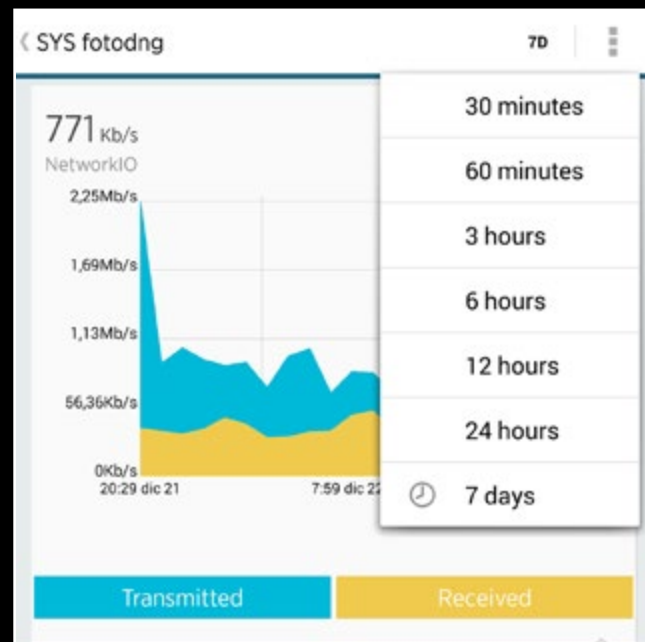 SYS fotodng
7D
30 minutes
60 minutes
3 hours
6 hours
12 hours
24 hours
7 days
771 Kb/s
NetworkIO
2,25Mb/s
1,69Mb/s
1,13Mb/s
56,36Kb/s
0Kb/s
20:29 dic 21
7:59 dic 22
Transmitted
Received